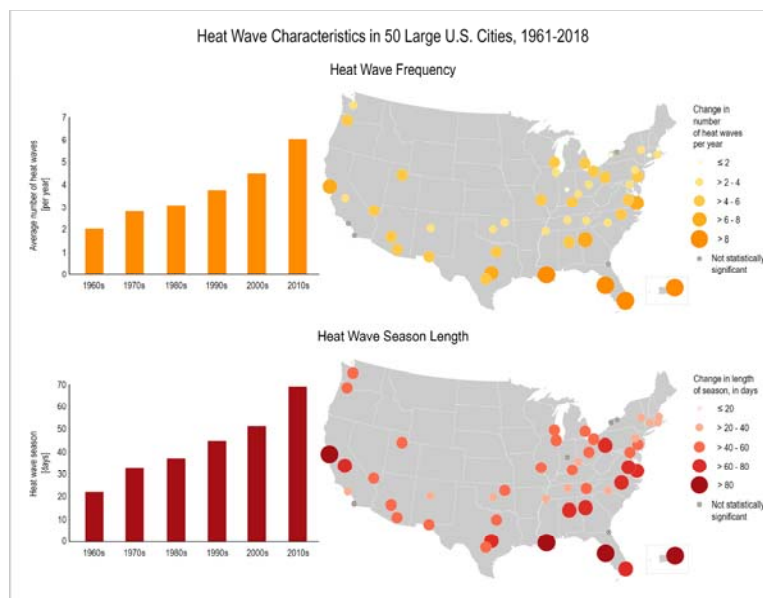 Heat Wave Characteristics in 50 Large U.S. Cities, 1961-2018
Heat Wave Frequency
Average number of heat waves
[per year]
7
6
5
4
3
2
1
0
1960s 1970s 1980s 1990s 2000s 2010s
Change in
number
of heat waves
per year
≤ 2
> 2 - 4
> 4 - 6
> 6 - 8
> 8
Not statistically
significant
Heat Wave Season Length
Heat wave season
[days]
70
60
50
40
30
20
10
0
1960s 1970s 1980s 1990s 2000s 2010s
Change in length
of season, in days
≤ 20
> 20 - 40
> 40 - 60
> 60 - 80
> 80
Not statistically
significant